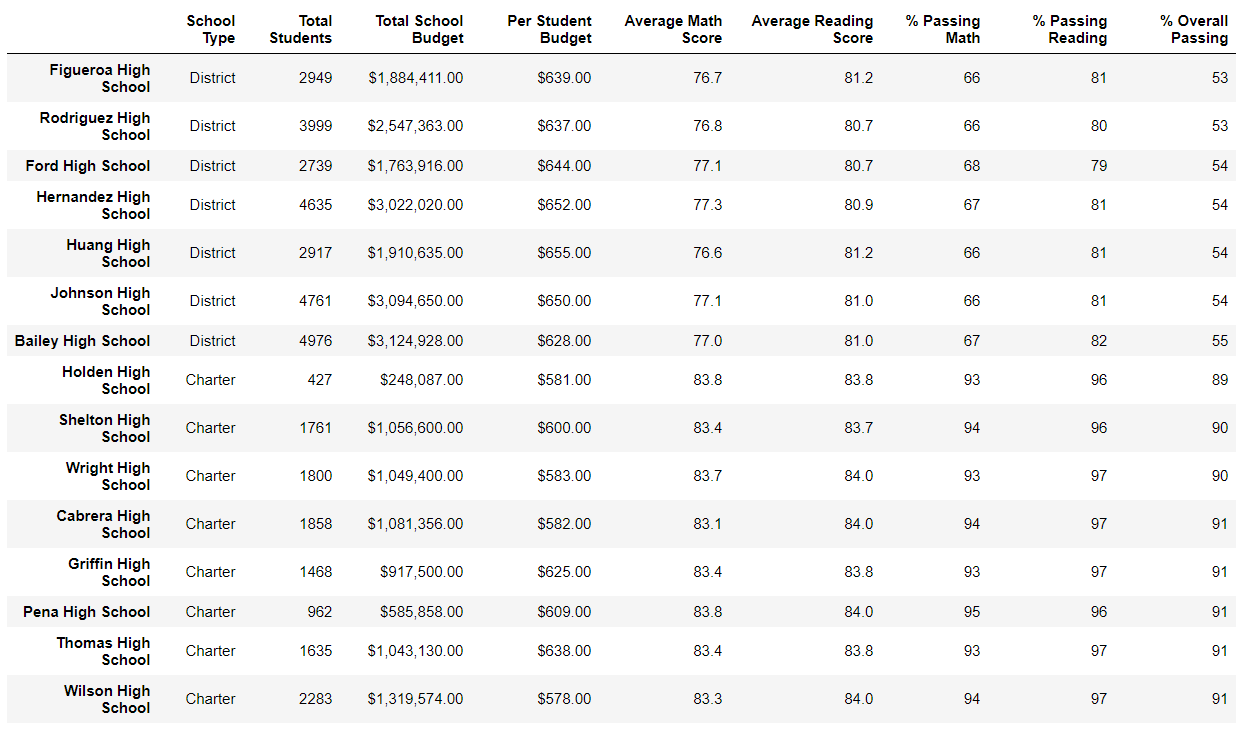 School Type Total Students Total School Budget Per Student Budget Average Math Score Average Reading Score % Passing Math % Passing Reading % Overall Passing
Figueroa High School District 2949 $1,884,411.00 $639.00 76.7 81.2 66 81 53
Rodriguez High School District 3999 $2,547,363.00 $637.00 76.8 80.7 66 80 53
Ford High School District 2739 $1,763,916.00 $644.00 77.1 80.7 68 79 54
Hernandez High School District 4635 $3,022,020.00 $652.00 77.3 80.9 67 81 54
Huang High School District 2917 $1,910,635.00 $655.00 76.6 81.2 66 81 54
Johnson High School District 4761 $3,094,650.00 $650.00 77.1 81.0 66 81 54
Bailey High School District 4976 $3,124,928.00 $628.00 77.0 81.0 67 82 55
Holden High School Charter 427 $248,087.00 $581.00 83.8 83.8 93 96 89
Shelton High School Charter 1761 $1,056,600.00 $600.00 83.4 83.7 94 96 90
Wright High School Charter 1800 $1,049,400.00 $583.00 83.7 84.0 93 97 90
Cabrera High School Charter 1858 $1,081,356.00 $582.00 83.1 84.0 94 97 91
Griffin High School Charter 1468 $917,500.00 $625.00 83.4 83.8 93 97 91
Pena High School Charter 962 $585,858.00 $609.00 83.8 84.0 95 96 91
Thomas High School Charter 1635 $1,043,130.00 $638.00 83.4 83.8 93 97 91
Wilson High School Charter 2283 $1,319,574.00 $578.00 83.3 84.0 94 97 91